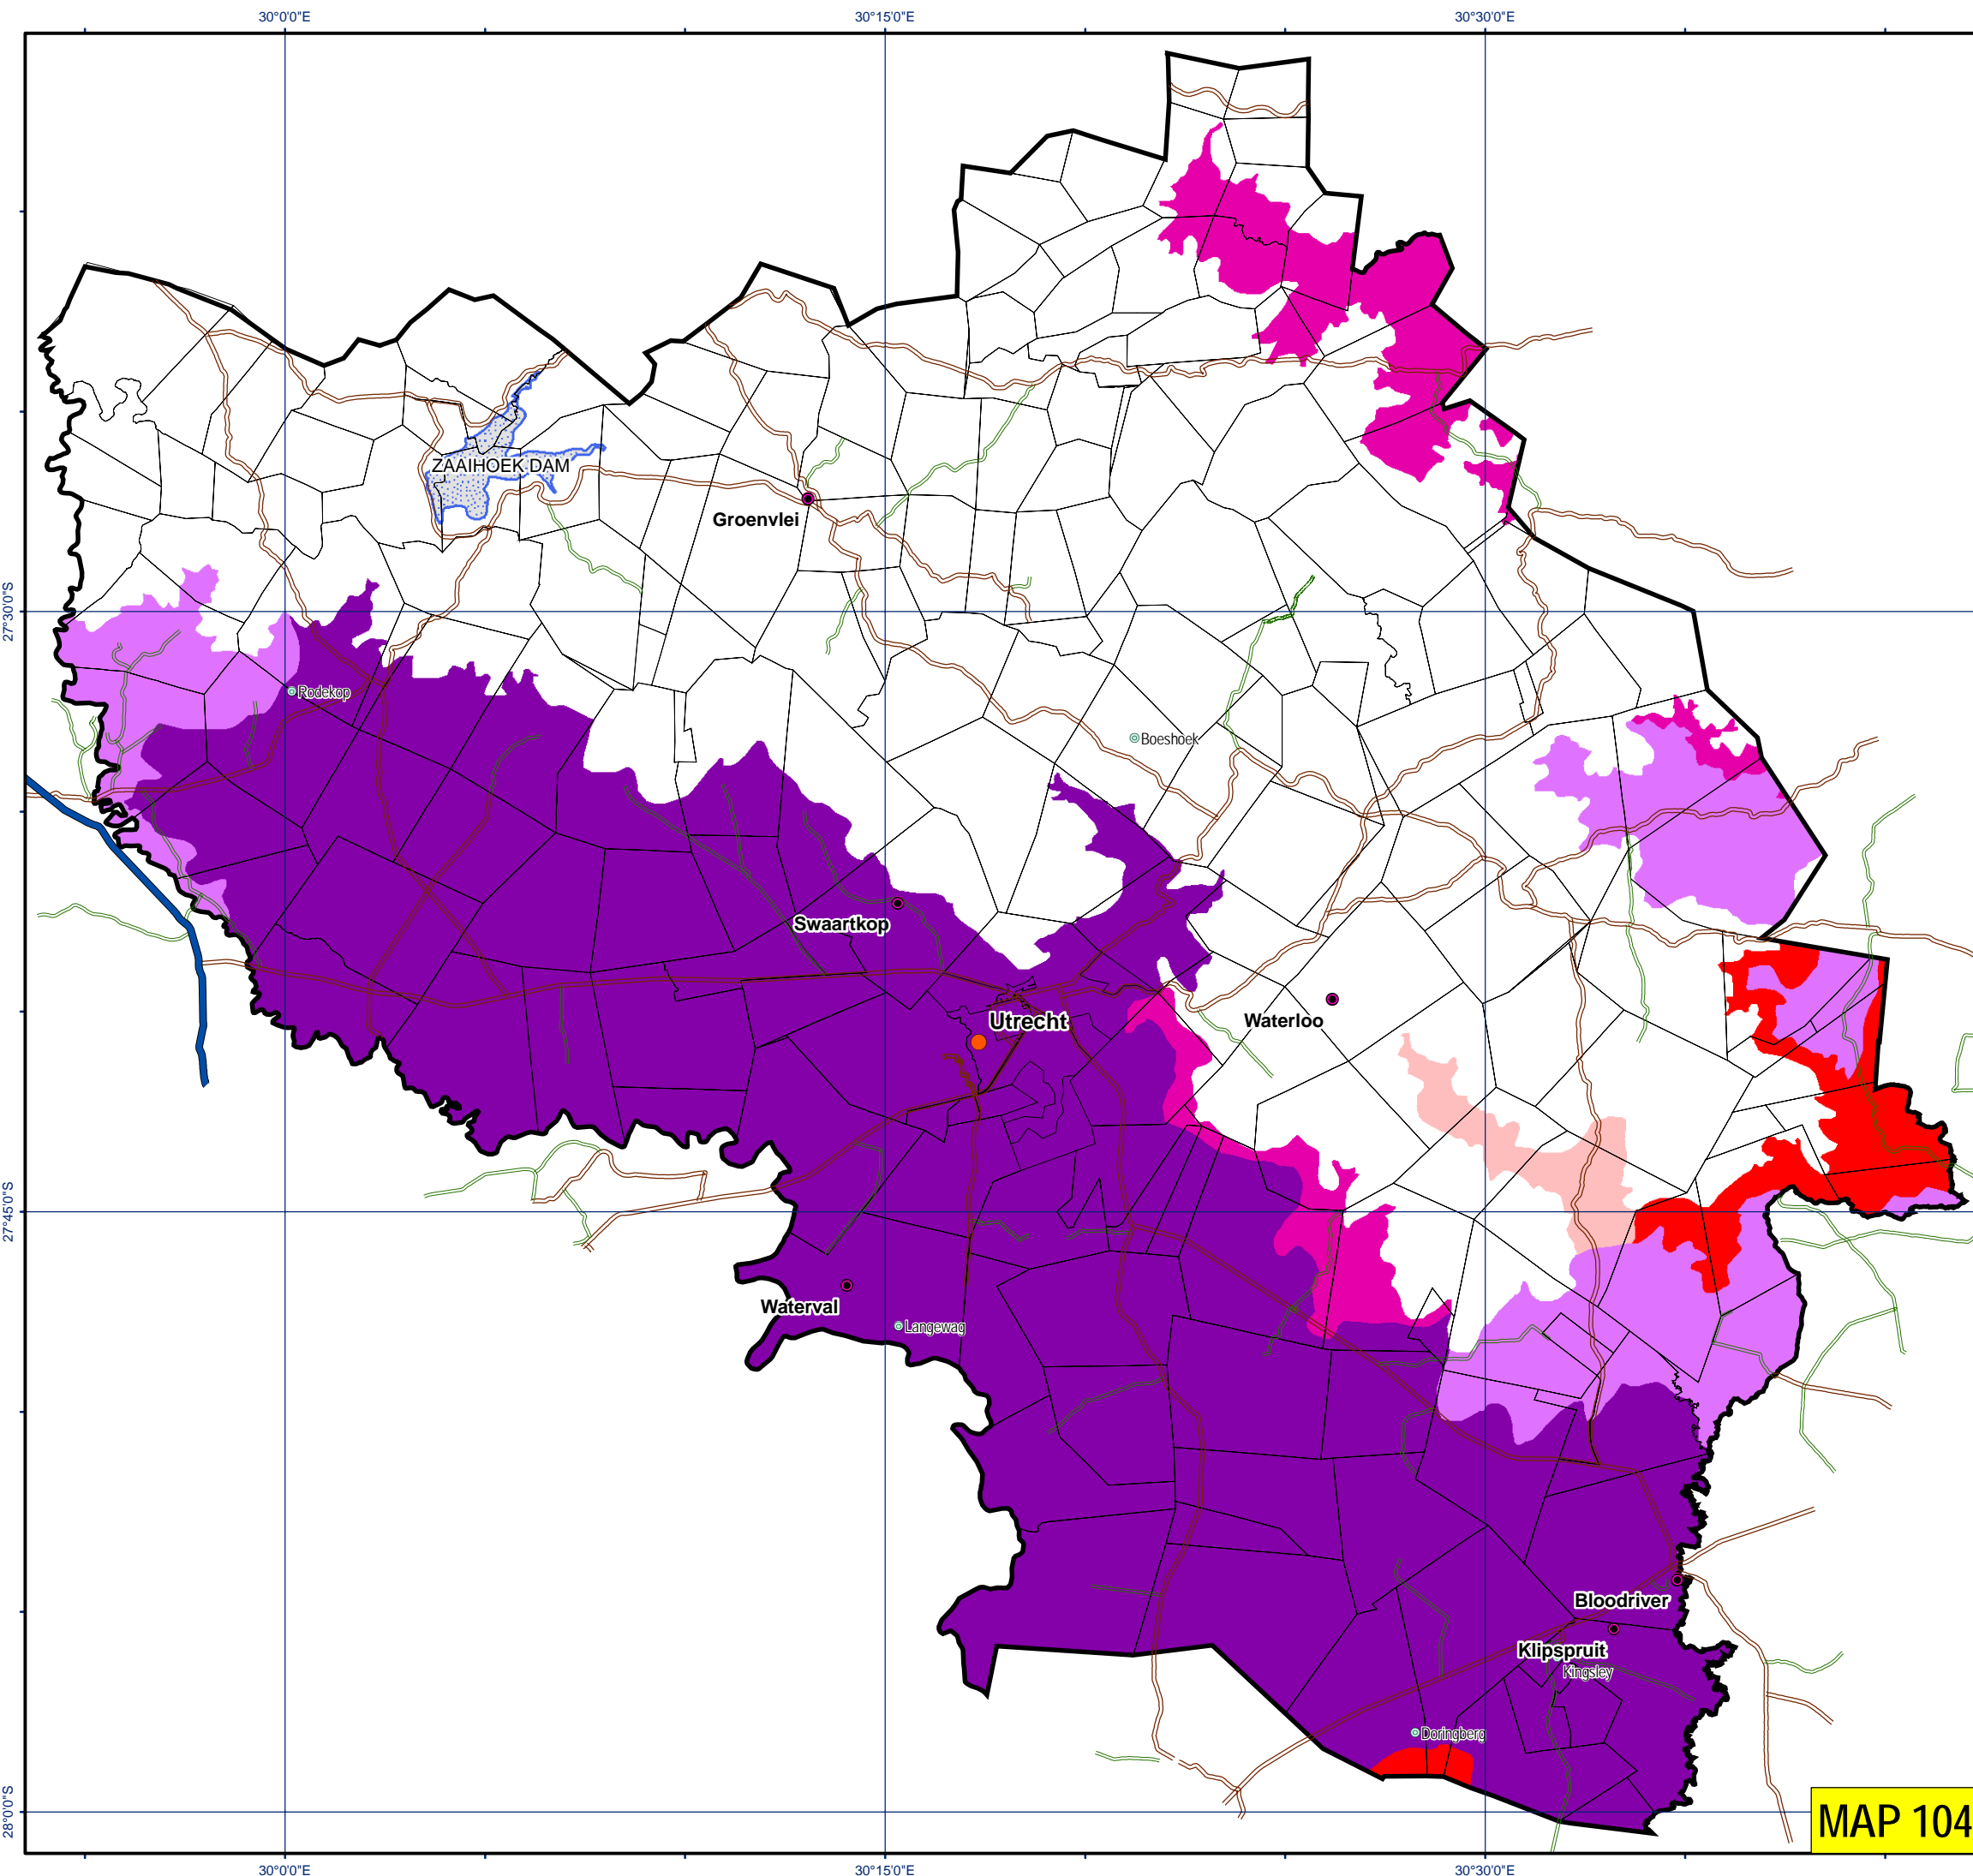 30°0'0"E
30°15'0"E
30°30'0"E
ZAAIHOEK DAM
Groenvlei
27°30'0"S
Rodekop
Boeshoek
Swaartkop
Utrecht
Waterloo
27°45'0"S
Waterval
Langewag
Bloodriver
Klipspruit
Kingsley
Doringberg
28°0'0"S
MAP 104
30°0'0"E
30°15'0"E
30°30'0"E